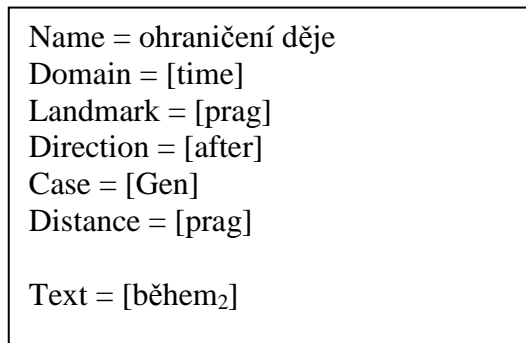 Name = ohraničení děje
Domain = [time]
Landmark = [prag]
Direction = [after]
Case = [Gen]
Distance = [prag]
Text = [během₂]